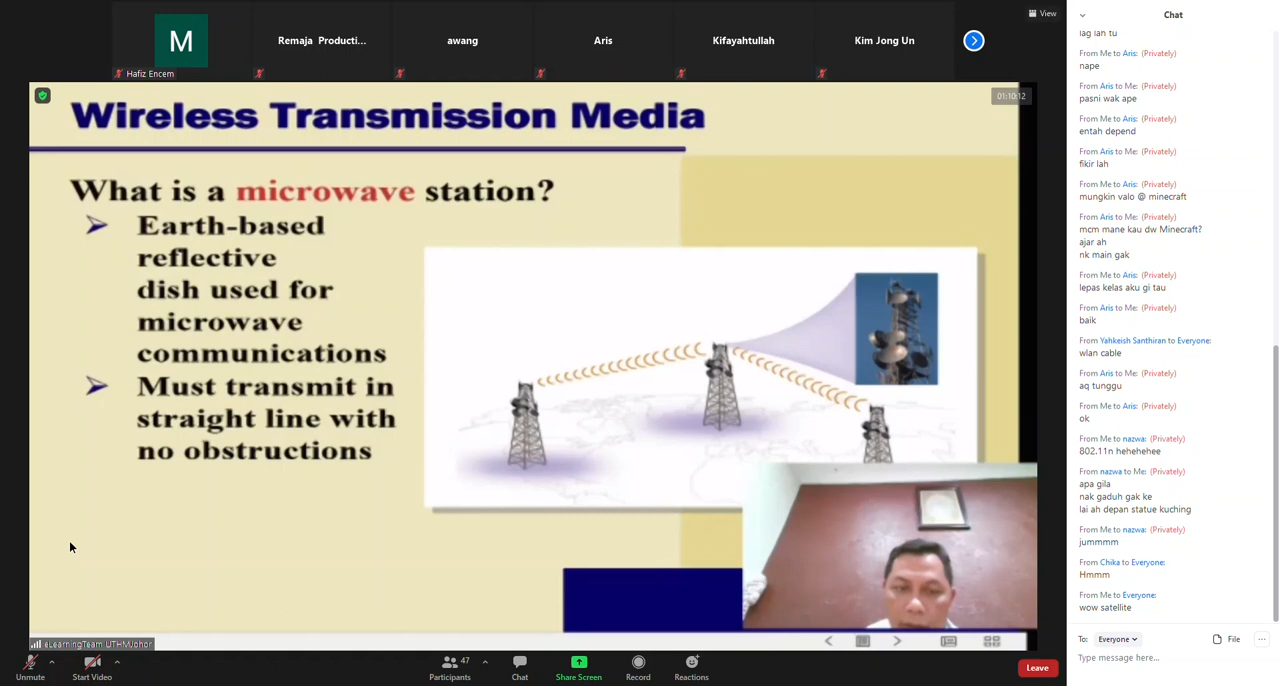 View
Chat
M
Hafiz Encem
Remaja Producti...
awang
Aris
Kifayahtullah
Kim Jong Un
01:10:12
Wireless Transmission Media
What is a microwave station?
Earth-based
reflective
dish used for
microwave
communications
Must transmit in
straight line with
no obstructions
eLearningTeam UTHMJohor
Unmute
Start Video
47
Participants
Chat
Share Screen
Record
Reactions
Leave
lag lah tu
From Me to Aris: (Privately)
nape
From Aris to Me: (Privately)
pasni wak ape
From Me to Aris: (Privately)
entah depend
From Aris to Me: (Privately)
fikir lah
From Me to Aris: (Privately)
mungkin valo @ minecraft
From Aris to Me: (Privately)
mcm mane kau dw Minecraft?
ajar ah
nk main gak
From Me to Aris: (Privately)
lepas kelas aku gi tau
From Aris to Me: (Privately)
baik
From Yahkeish Santhiran to Everyone:
wlan cable
From Aris to Me: (Privately)
aq tunggu
From Me to Aris: (Privately)
ok
From Me to nazwa: (Privately)
802.11n hehehehee
From nazwa to Me: (Privately)
apa gila
nak gaduh gak ke
lai ah depan statue kuching
From Me to nazwa: (Privately)
jummmm
From Chika to Everyone:
Hmmm
From Me to Everyone:
wow satellite
To: Everyone
File
Type message here...